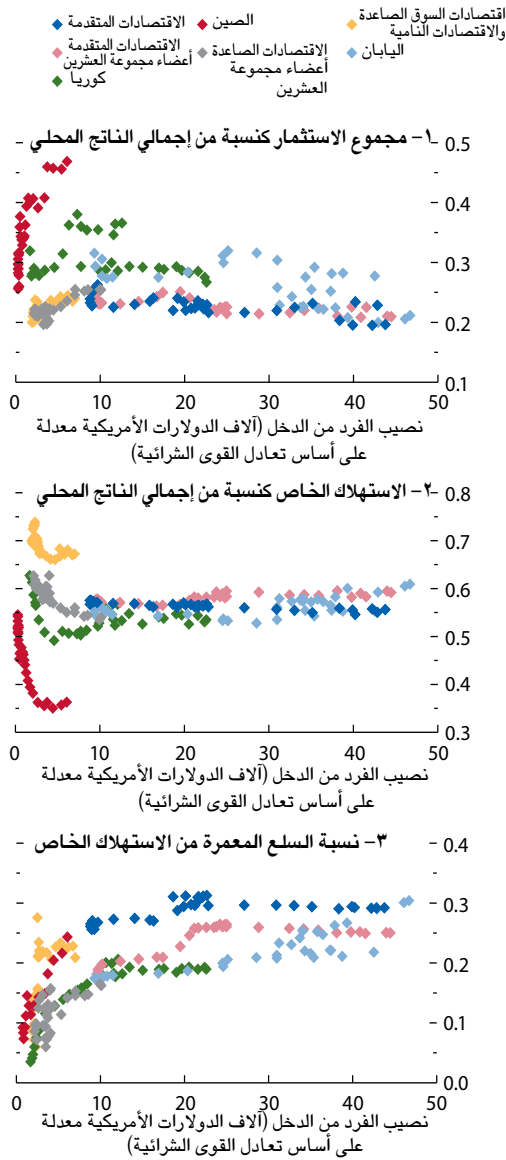 الاقتصادات المتقدمة
الصين
اقتصادات السوق الصاعدة
والاقتصادات النامية
الاقتصادات المتقدمة
أعضاء مجموعة العشرين
الاقتصادات الصاعدة
أعضاء مجموعة
العشرين
اليابان
كوريا
١- مجموع الاستثمار كنسبة من إجمالي الناتج المحلي
0.5
0.4
0.3
0.2
0.1
0 10 20 30 40 50
نصيب الفرد من الدخل (آلاف الدولارات الأمريكية معدلة
على أساس تعادل القوى الشرائية)
٢- الاستهلاك الخاص كنسبة من إجمالي الناتج المحلي
0.8
0.7
0.6
0.5
0.4
0.3
0 10 20 30 40 50
نصيب الفرد من الدخل (آلاف الدولارات الأمريكية معدلة
على أساس تعادل القوى الشرائية)
٣- نسبة السلع المعمرة من الاستهلاك الخاص
0.4
0.3
0.2
0.1
0.0
0 10 20 30 40 50
نصيب الفرد من الدخل (آلاف الدولارات الأمريكية معدلة
على أساس تعادل القوى الشرائية)